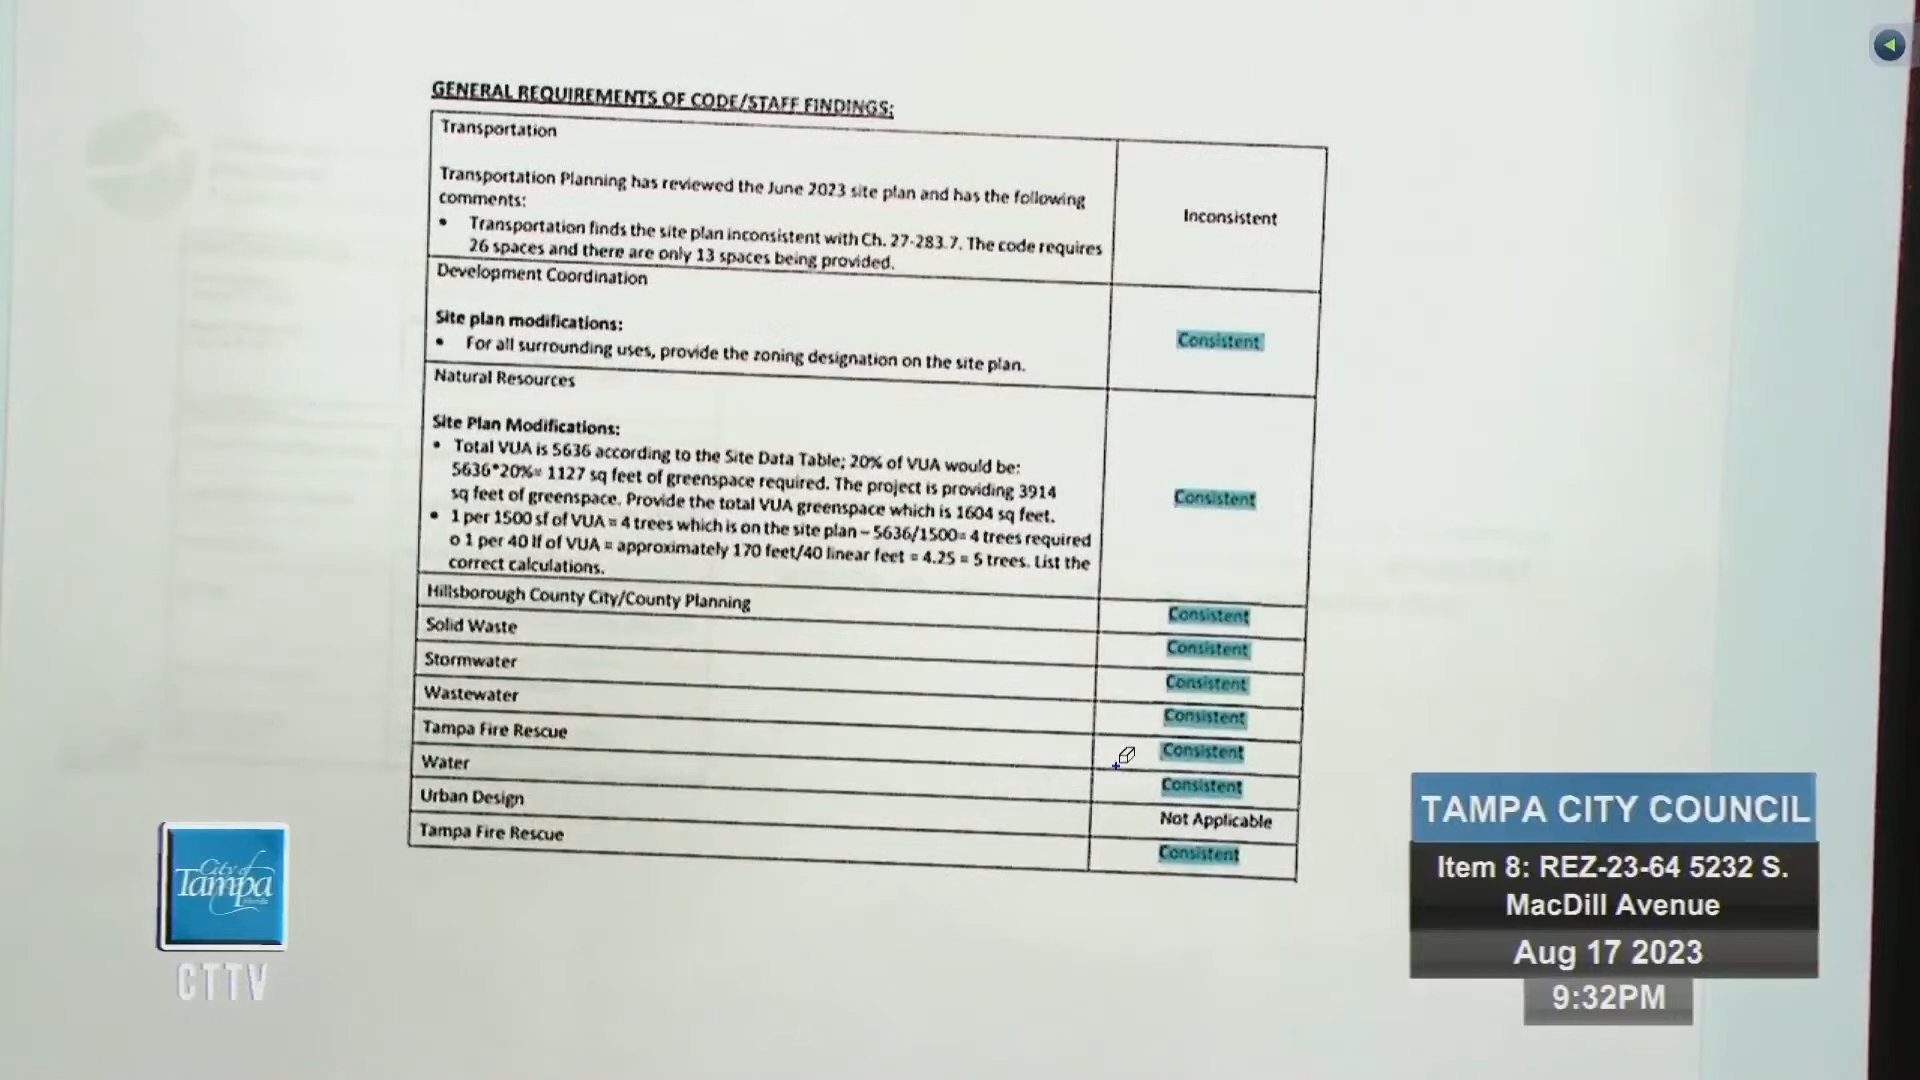 GENERAL REQUIREMENTS OF CODE/STAFF FINDINGS:
Transportation
Transportation Planning has reviewed the June 2023 site plan and has the following
comments:
• Transportation finds the site plan inconsistent with Ch. 27-283.7. The code requires
26 spaces and there are only 13 spaces being provided.
Inconsistent
Development Coordination
Site plan modifications:
• For all surrounding uses, provide the zoning designation on the site plan.
Consistent
Natural Resources
Site Plan Modifications:
• Total VUA is 5636 according to the Site Data Table; 20% of VUA would be:
5636*20%= 1127 sq feet of greenspace required. The project is providing 3914
sq feet of greenspace. Provide the total VUA greenspace which is 1604 sq feet.
• 1 per 1500 sf of VUA = 4 trees which is on the site plan – 5636/1500= 4 trees required
o 1 per 40 lf of VUA = approximately 170 feet/40 linear feet = 4.25 = 5 trees. List the
correct calculations.
Consistent
Hillsborough County City/County Planning
Consistent
Solid Waste
Consistent
Stormwater
Consistent
Wastewater
Consistent
Tampa Fire Rescue
Consistent
Water
Consistent
Urban Design
Not Applicable
Tampa Fire Rescue
Consistent
City of
Tampa
CTTV
TAMPA CITY COUNCIL
Item 8: REZ-23-64 5232 S.
MacDill Avenue
Aug 17 2023
9:32PM